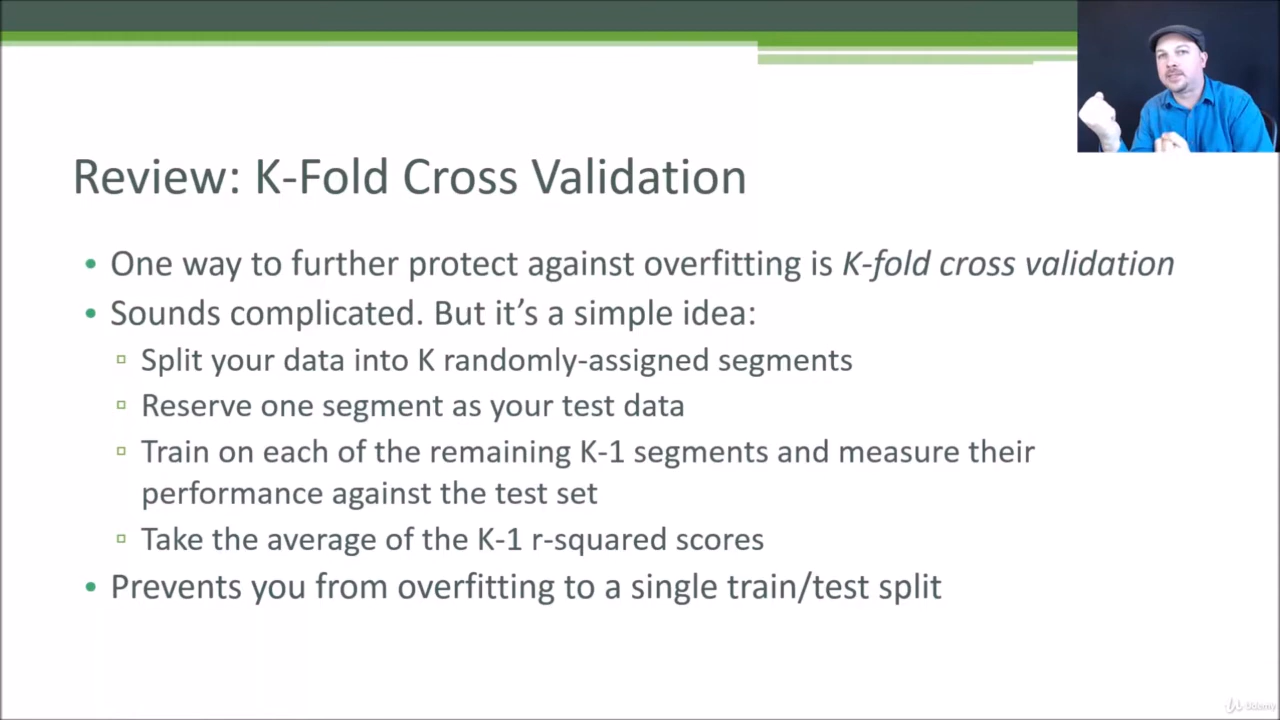 Review: K-Fold Cross Validation
• One way to further protect against overfitting is K-fold cross validation
• Sounds complicated. But it’s a simple idea:
▫ Split your data into K randomly-assigned segments
▫ Reserve one segment as your test data
▫ Train on each of the remaining K-1 segments and measure their
performance against the test set
▫ Take the average of the K-1 r-squared scores
• Prevents you from overfitting to a single train/test split
Udemy